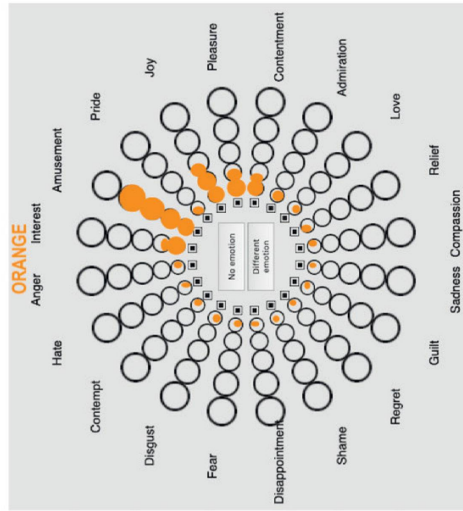 ORANGE
Interest
Amusement
Pride
Joy
Pleasure
Contentment
Admiration
Love
Relief
Compassion
Sadness
Guilt
Regret
Shame
Disappointment
Fear
Disgust
Contempt
Hate
Anger
No emotion
Different
emotion